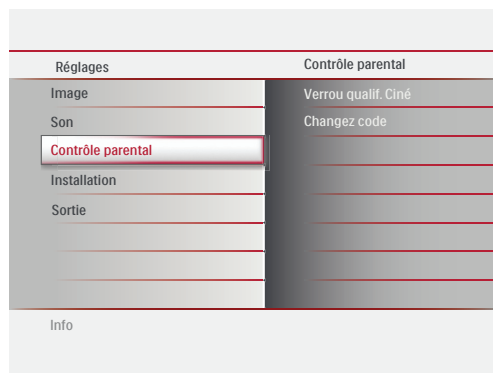 Réglages
Contrôle parental
Image
Verrou qualif. Ciné
Son
Changez code
Contrôle parental
Installation
Sortie
Info